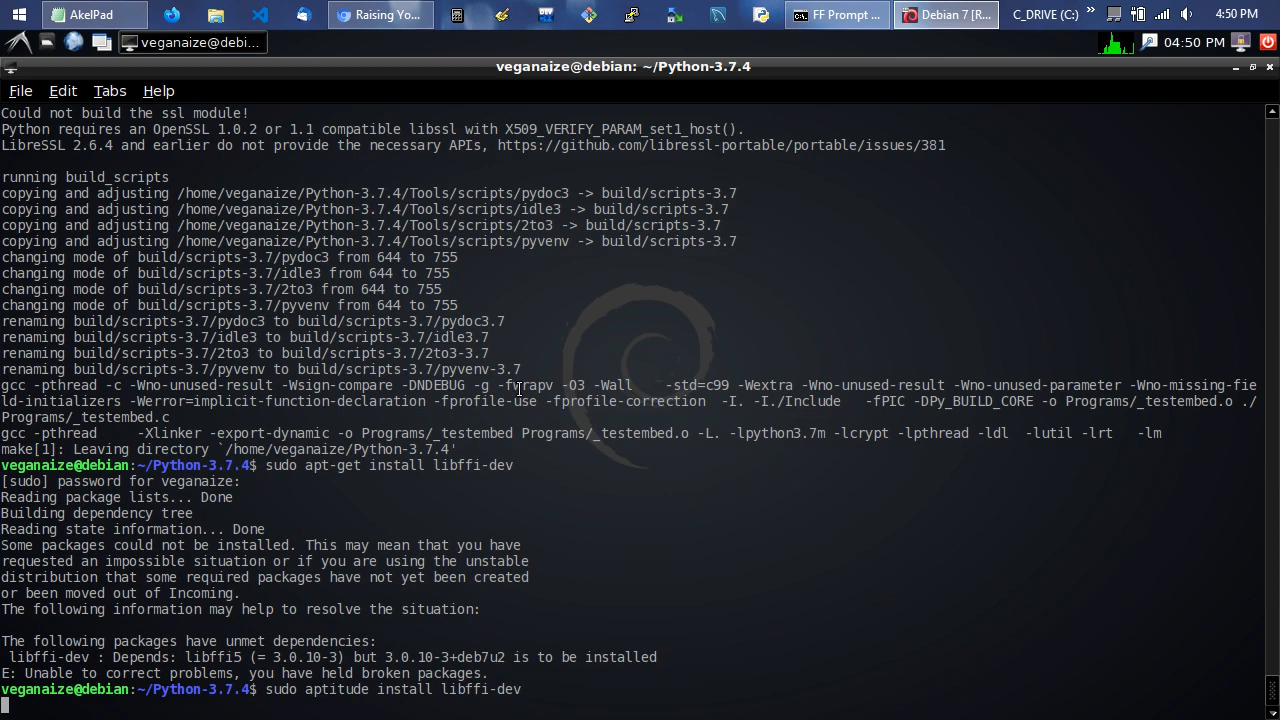 AkelPad
Raising Yo...
FF Prompt ...
Debian 7 [R...
C_DRIVE (C:)
4:50 PM
veganaize@debi...
04:50 PM
veganaize@debian: ~/Python-3.7.4
File Edit Tabs Help
Could not build the ssl module!
Python requires an OpenSSL 1.0.2 or 1.1 compatible libssl with X509_VERIFY_PARAM_set1_host().
LibreSSL 2.6.4 and earlier do not provide the necessary APIs, https://github.com/libressl-portable/portable/issues/381
running build_scripts
copying and adjusting /home/veganaize/Python-3.7.4/Tools/scripts/pydoc3 -> build/scripts-3.7
copying and adjusting /home/veganaize/Python-3.7.4/Tools/scripts/idle3 -> build/scripts-3.7
copying and adjusting /home/veganaize/Python-3.7.4/Tools/scripts/2to3 -> build/scripts-3.7
copying and adjusting /home/veganaize/Python-3.7.4/Tools/scripts/pyvenv -> build/scripts-3.7
changing mode of build/scripts-3.7/pydoc3 from 644 to 755
changing mode of build/scripts-3.7/idle3 from 644 to 755
changing mode of build/scripts-3.7/2to3 from 644 to 755
changing mode of build/scripts-3.7/pyvenv from 644 to 755
renaming build/scripts-3.7/pydoc3 to build/scripts-3.7/pydoc3.7
renaming build/scripts-3.7/idle3 to build/scripts-3.7/idle3.7
renaming build/scripts-3.7/2to3 to build/scripts-3.7/2to3-3.7
renaming build/scripts-3.7/pyvenv to build/scripts-3.7/pyvenv-3.7
gcc -pthread -c -Wno-unused-result -Wsign-compare -DNDEBUG -g -fwrapv -O3 -Wall    -std=c99 -Wextra -Wno-unused-result -Wno-unused-parameter -Wno-missing-fie
ld-initializers -Werror=implicit-function-declaration -fprofile-use -fprofile-correction  -I. -I./Include   -fPIC -DPy_BUILD_CORE -o Programs/_testembed.o ./
Programs/_testembed.c
gcc -pthread     -Xlinker -export-dynamic -o Programs/_testembed Programs/_testembed.o -L. -lpython3.7m -lcrypt -lpthread -ldl  -lutil -lrt   -lm
make[1]: Leaving directory `/home/veganaize/Python-3.7.4'
veganaize@debian:~/Python-3.7.4$ sudo apt-get install libffi-dev
[sudo] password for veganaize:
Reading package lists... Done
Building dependency tree
Reading state information... Done
Some packages could not be installed. This may mean that you have
requested an impossible situation or if you are using the unstable
distribution that some required packages have not yet been created
or been moved out of Incoming.
The following information may help to resolve the situation:
The following packages have unmet dependencies:
 libffi-dev : Depends: libffi5 (= 3.0.10-3) but 3.0.10-3+deb7u2 is to be installed
E: Unable to correct problems, you have held broken packages.
veganaize@debian:~/Python-3.7.4$ sudo aptitude install libffi-dev